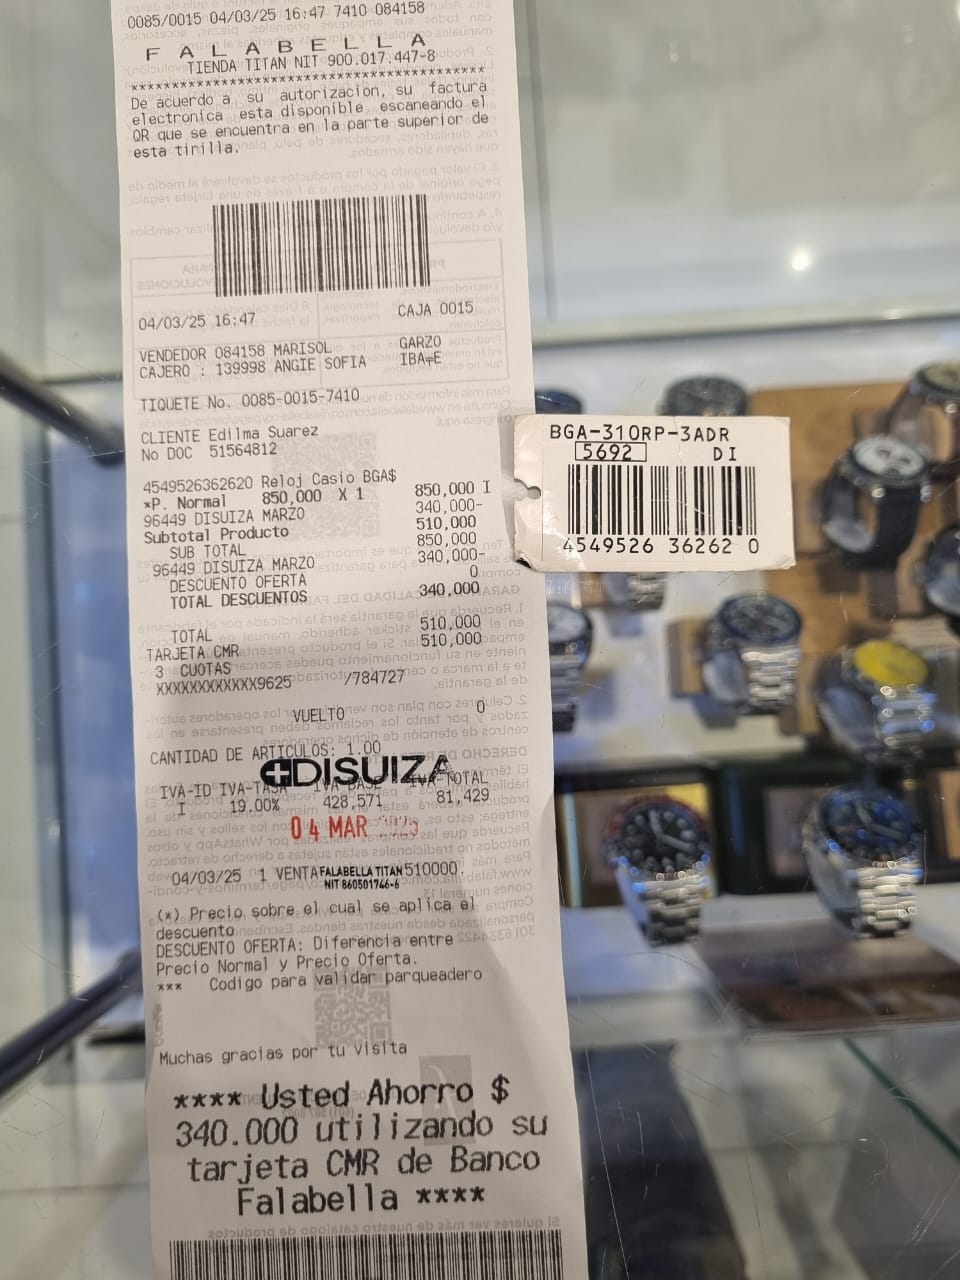 0085/0015 04/03/25 16:47 7410 084158
F A L A B E L L A
TIENDA TITAN NIT 900.017.447-8
****************************************
De acuerdo a su autorizacion, su factura
electronica esta disponible escaneando el
QR que se encuentra en la parte superior de
esta tirilla.
04/03/25 16:47 CAJA 0015
VENDEDOR 084158 MARISOL GARZO
CAJERO : 139998 ANGIE SOFIA
TIQUETE No. 0085-0015-7410
CLIENTE Edilma Suarez
No DOC 51564812
4549526362620 Reloj Casio BGA$
*P. Normal 850,000 X 1 850,000 I
96449 DISUIZA MARZO 340,000-
Subtotal Producto 510,000
SUB TOTAL 850,000
96449 DISUIZA MARZO 340,000-
DESCUENTO OFERTA 0
TOTAL DESCUENTOS 340,000
TOTAL 510,000
TARJETA CMR 510,000
3 CUOTAS
XXXXXXXXXXXX9625 /784727
VUELTO 0
CANTIDAD DE ARTICULOS: 1.00
DISUIZA
IVA-ID IVA-TASA IVA-BASE IVA-TOTAL
I 19.00% 428,571 81,429
04 MAR
04/03/25 1 VENTA FALABELLA TITAN 510000.
NIT 860501746-6
(*) Precio sobre el cual se aplica el
descuento
DESCUENTO OFERTA: Diferencia entre
Precio Normal y Precio Oferta.
*** Codigo para validar parqueadero
Muchas gracias por tu visita
**** Usted Ahorro $
340.000 utilizando su
tarjeta CMR de Banco
Falabella ****
BGA-310RP-3ADR
5692 DI
4549526 36262 0